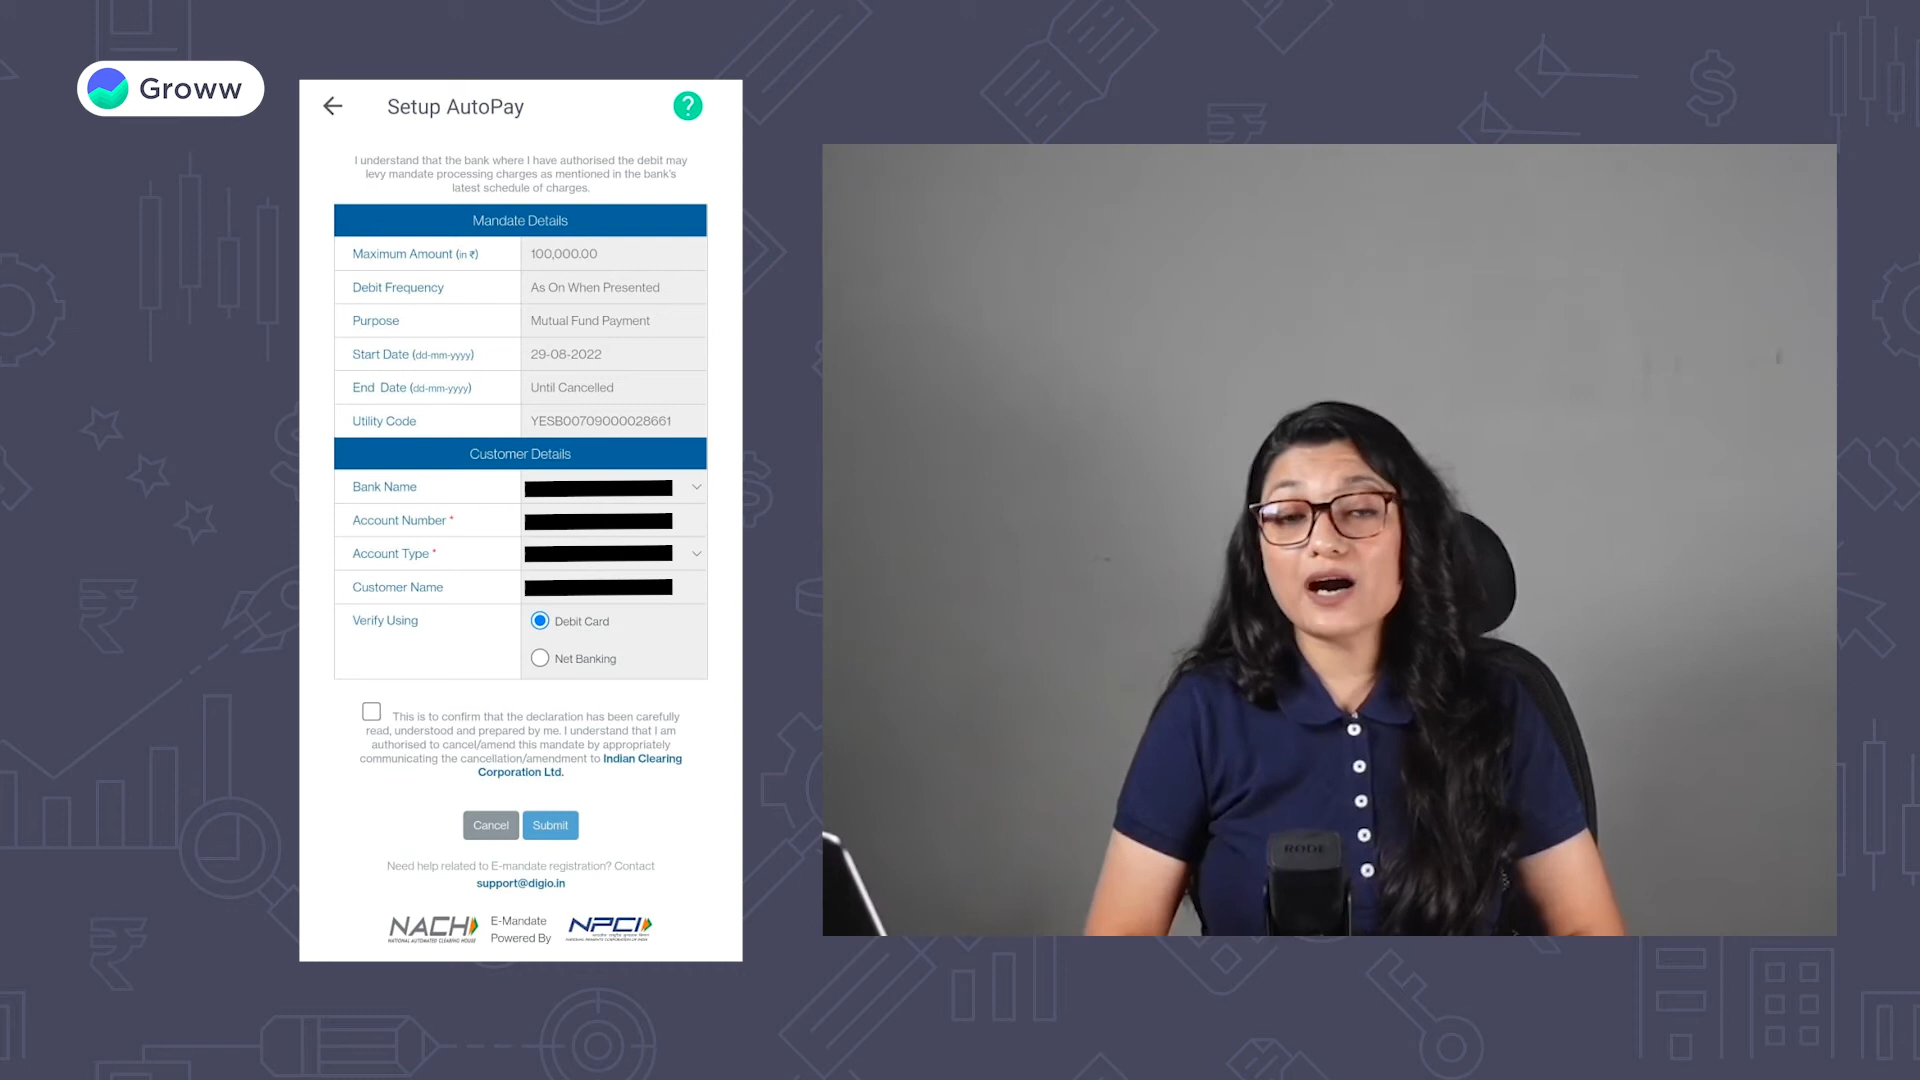 Groww
Setup AutoPay
?
I understand that the bank where I have authorised the debit may
levy mandate processing charges as mentioned in the bank's
latest schedule of charges.
Mandate Details
Maximum Amount (in ₹) 100,000.00
Debit Frequency As On When Presented
Purpose Mutual Fund Payment
Start Date (dd-mm-yyyy) 29-08-2022
End Date (dd-mm-yyyy) Until Cancelled
Utility Code YESB00709000028661
Customer Details
Bank Name
Account Number *
Account Type *
Customer Name
Verify Using Debit Card
Net Banking
This is to confirm that the declaration has been carefully
read, understood and prepared by me. I understand that I am
authorised to cancel/amend this mandate by appropriately
communicating the cancellation/amendment to Indian Clearing
Corporation Ltd.
Cancel Submit
Need help related to E-mandate registration? Contact
support@digio.in
NACH
NATIONAL AUTOMATED CLEARING HOUSE
E-Mandate
Powered By
NPCI
RODE